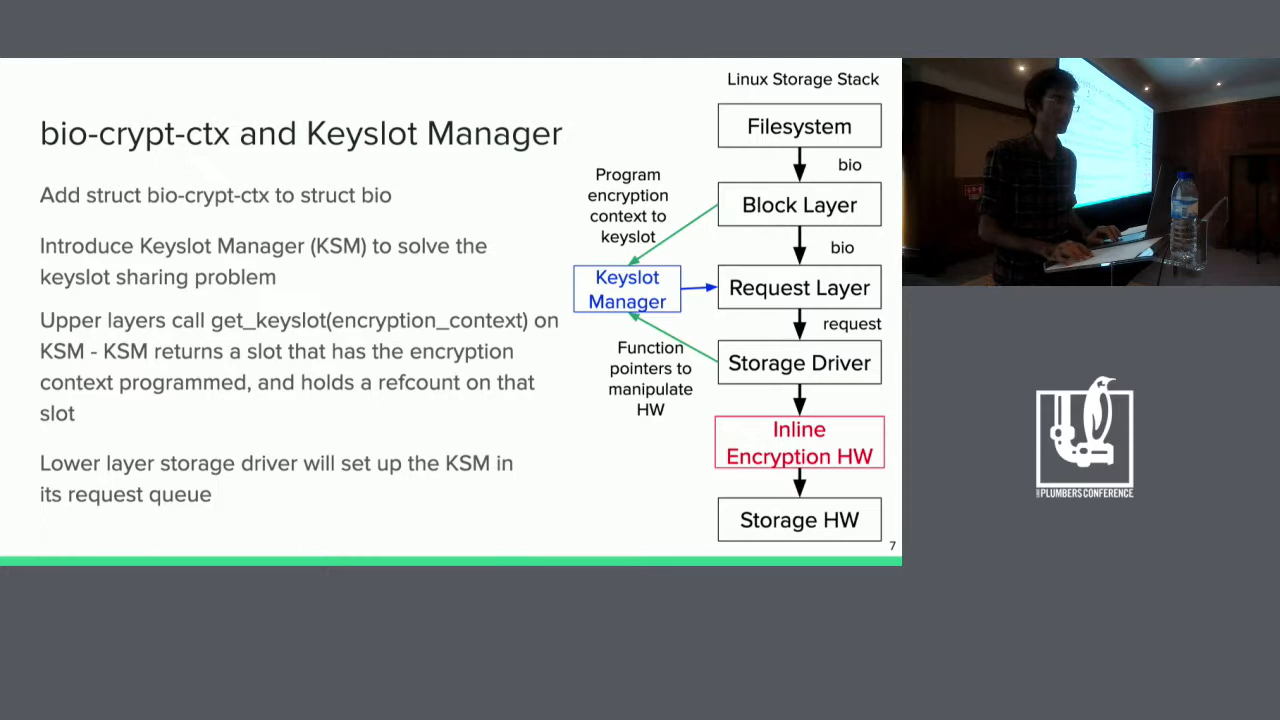 bio-crypt-ctx and Keyslot Manager
Add struct bio-crypt-ctx to struct bio
Introduce Keyslot Manager (KSM) to solve the
keyslot sharing problem
Upper layers call get_keyslot(encryption_context) on
KSM - KSM returns a slot that has the encryption
context programmed, and holds a refcount on that
slot
Lower layer storage driver will set up the KSM in
its request queue
Linux Storage Stack
Filesystem
bio
Program
encryption
context to
keyslot
Block Layer
bio
Keyslot
Manager
Request Layer
request
Function
pointers to
manipulate
HW
Storage Driver
Inline
Encryption HW
Storage HW
7
PLUMBERS CONFERENCE